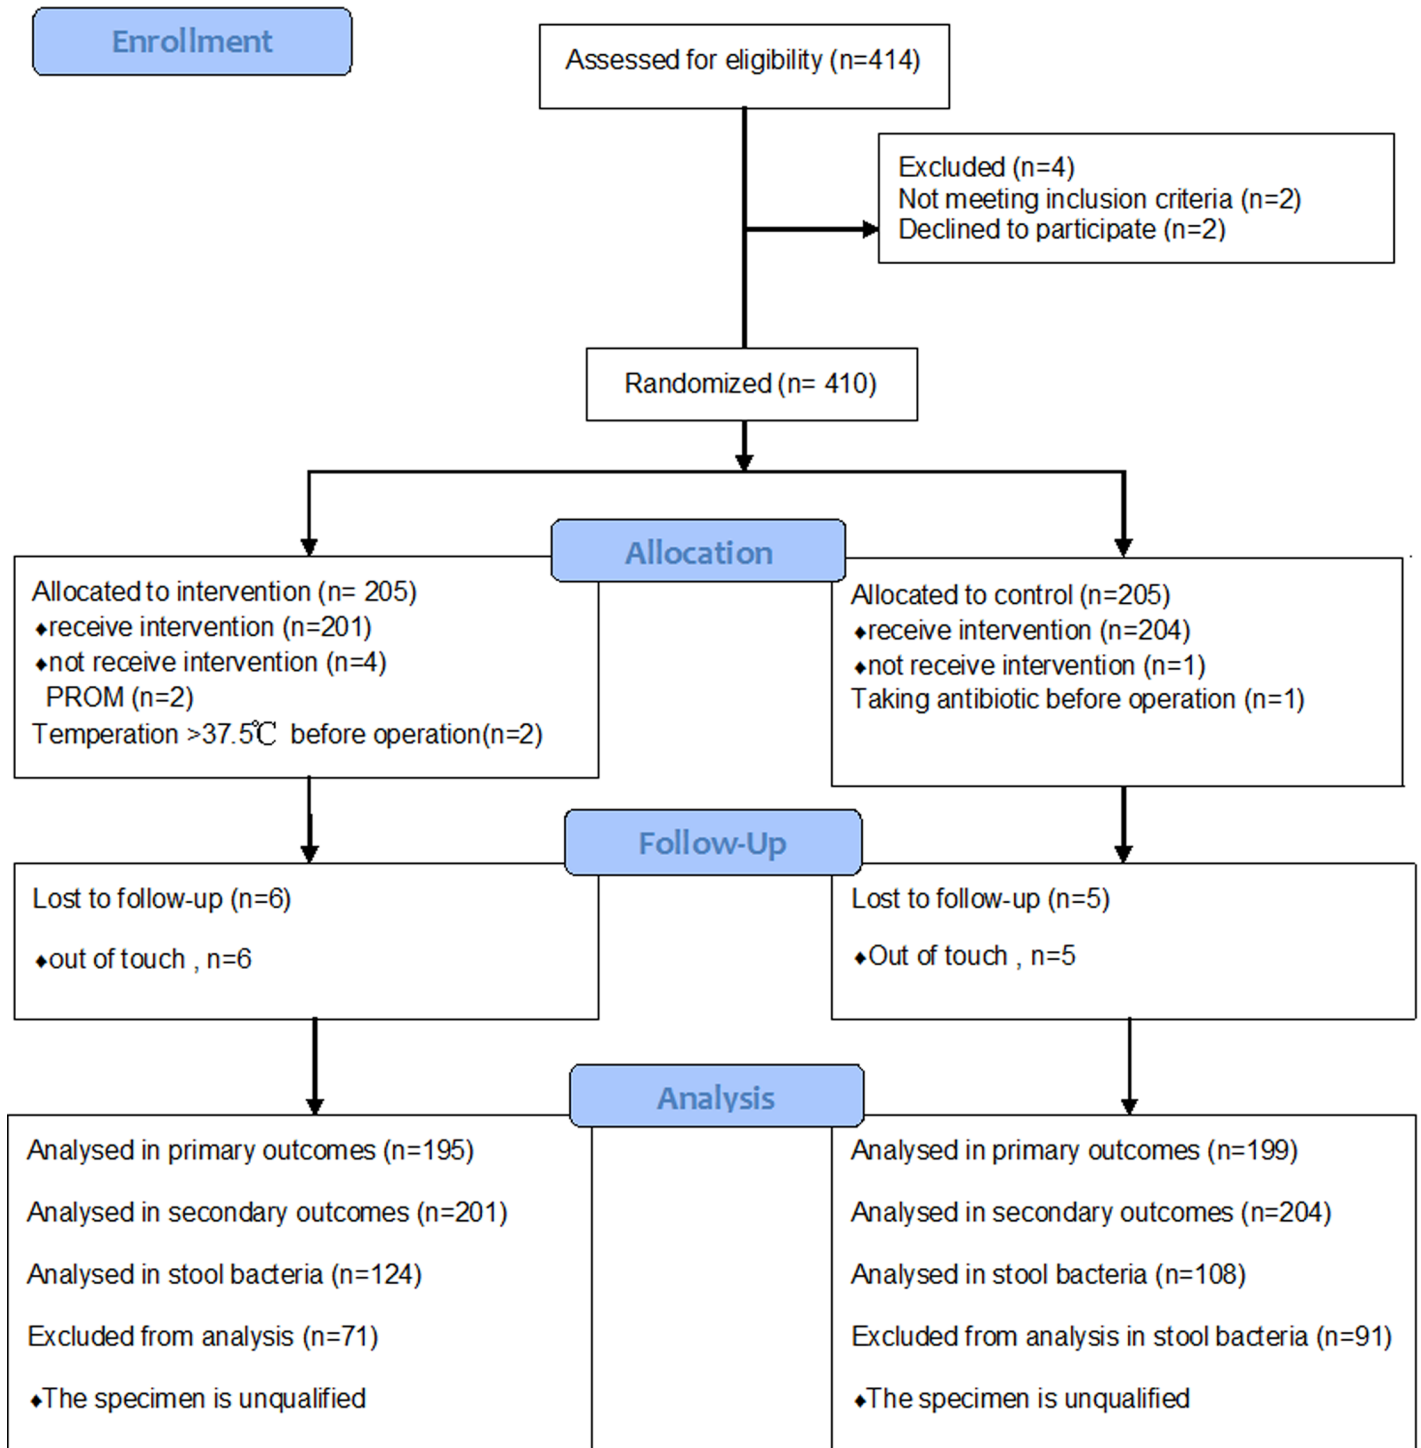 Enrollment
Assessed for eligibility (n=414)
Excluded (n=4)
Not meeting inclusion criteria (n=2)
Declined to participate (n=2)
Randomized (n= 410)
Allocation
Allocated to intervention (n= 205)
♦receive intervention (n=201)
♦not receive intervention (n=4)
PROM (n=2)
Temperation >37.5℃ before operation(n=2)
Allocated to control (n=205)
♦receive intervention (n=204)
♦not receive intervention (n=1)
Taking antibiotic before operation (n=1)
Follow-Up
Lost to follow-up (n=6)
♦out of touch , n=6
Lost to follow-up (n=5)
♦Out of touch , n=5
Analysis
Analysed in primary outcomes (n=195)
Analysed in secondary outcomes (n=201)
Analysed in stool bacteria (n=124)
Excluded from analysis (n=71)
♦The specimen is unqualified
Analysed in primary outcomes (n=199)
Analysed in secondary outcomes (n=204)
Analysed in stool bacteria (n=108)
Excluded from analysis in stool bacteria (n=91)
♦The specimen is unqualified